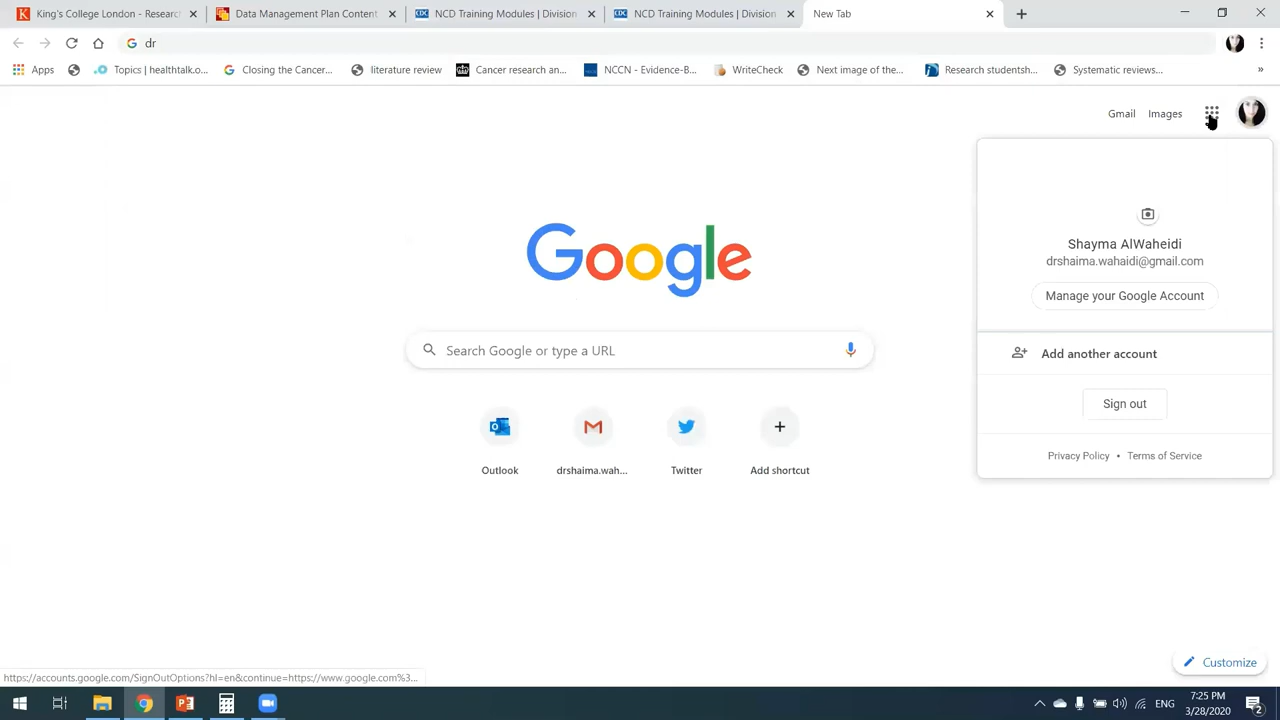 King's College London - Researc
Data Management Plan Content
CDC NCD Training Modules | Division
CDC NCD Training Modules | Division
New Tab
dr
Apps
Topics | healthtalk.o...
Closing the Cancer...
literature review
Cancer research an...
NCCN - Evidence-B...
WriteCheck
Next image of the...
Research studentsh...
Systematic reviews...
»
Gmail
Images
Shayma AlWaheidi
drshaima.wahaidi@gmail.com
Manage your Google Account
Add another account
Sign out
Privacy Policy • Terms of Service
Google
Search Google or type a URL
Outlook
drshaima.wah...
Twitter
Add shortcut
Customize
https://accounts.google.com/SignOutOptions?hl=en&continue=https://www.google.com%3...
ENG
7:25 PM
3/28/2020
2